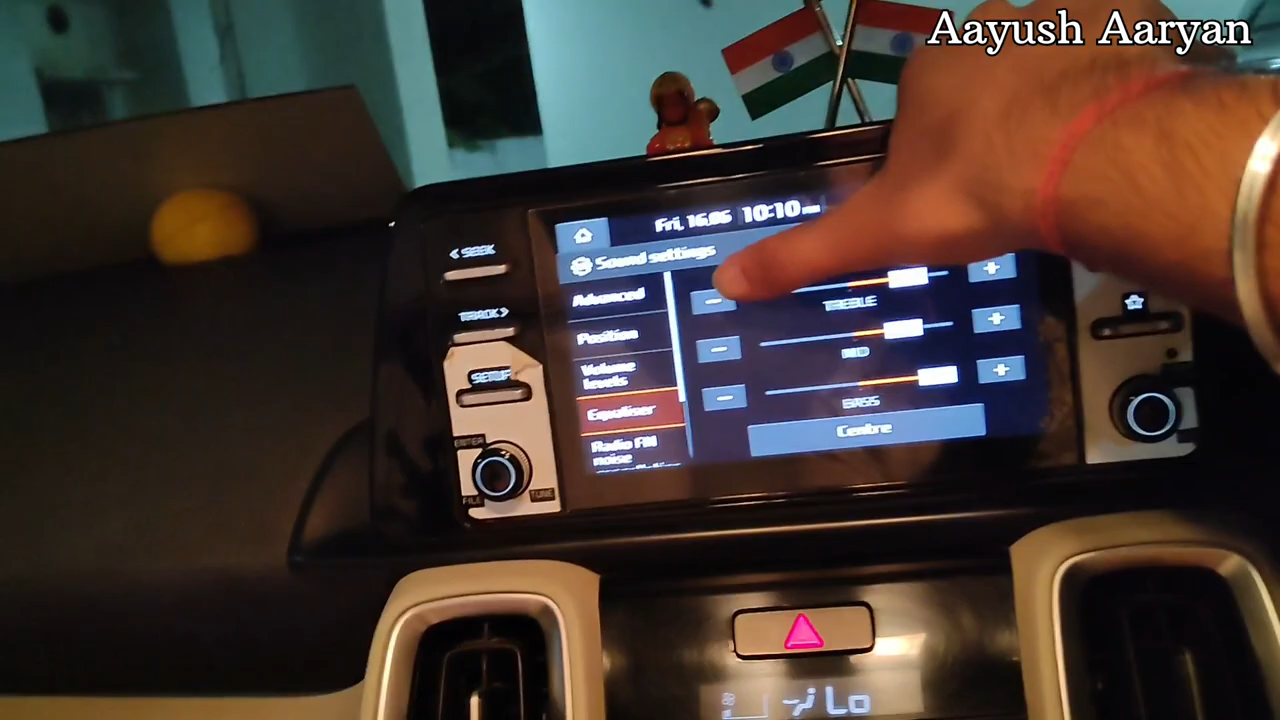 Aayush Aaryan
Fri, 16.06 10:10
Sound settings
< SEEK
TRACK >
SETUP
ENTER
FILE
TUNE
Advanced
Position
Volume
levels
Equaliser
Radio FM
noise
TREBLE
MID
BASS
Centre
Lo